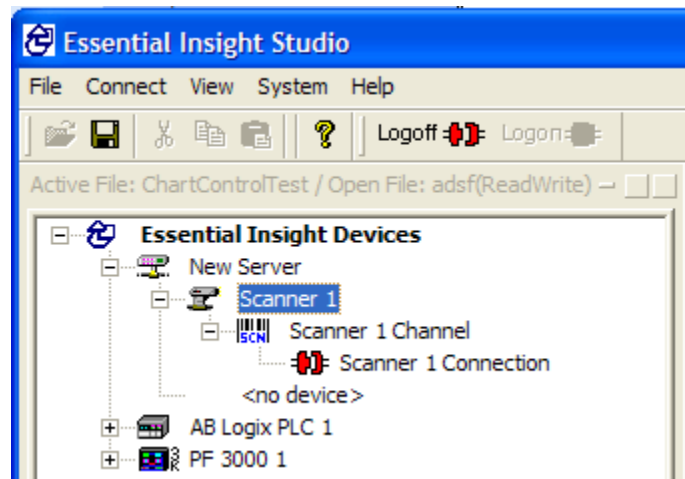 Essential Insight Studio
File Connect View System Help
Logoff Logon
Active File: ChartControlTest / Open File: adsf(ReadWrite)
Essential Insight Devices
New Server
Scanner 1
SCN Scanner 1 Channel
Scanner 1 Connection
<no device>
AB Logix PLC 1
PF 3000 1